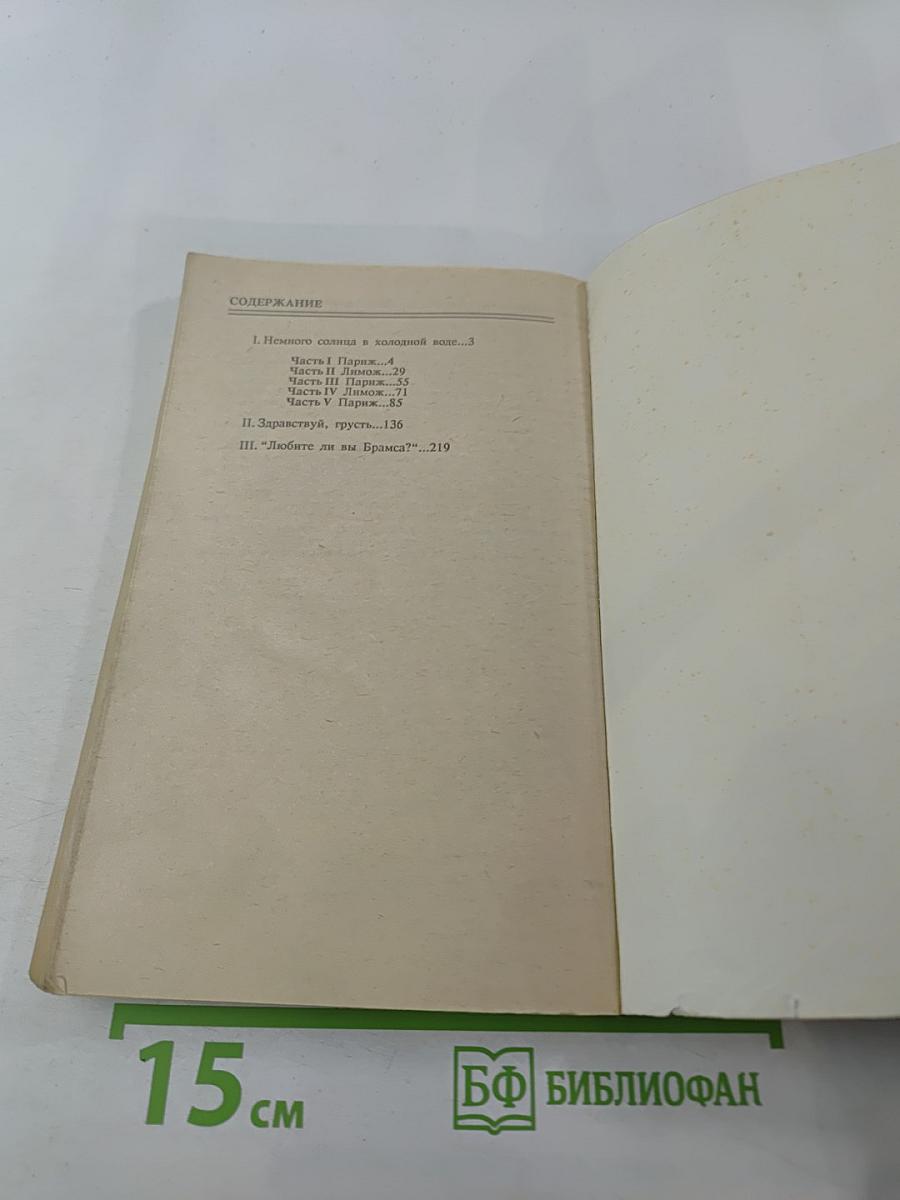 СОДЕРЖАНИЕ
I. Немного солнца в холодной воде...3
Часть I Париж...4
Часть II Лимож...29
Часть III Париж...55
Часть IV Лимож...71
Часть V Париж...85
II. Здравствуй, грусть...136
III. "Любите ли вы Брамса?"...219
15 см
БФ БИБЛИОФАН